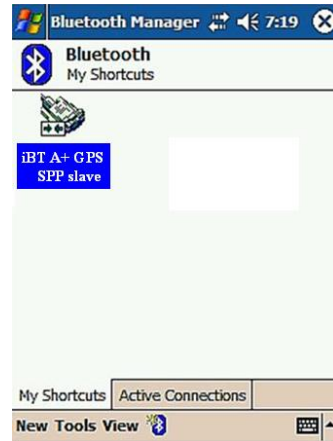 Bluetooth Manager 7:19
Bluetooth
My Shortcuts
iBT A+ GPS
SPP slave
My Shortcuts Active Connections
New Tools View